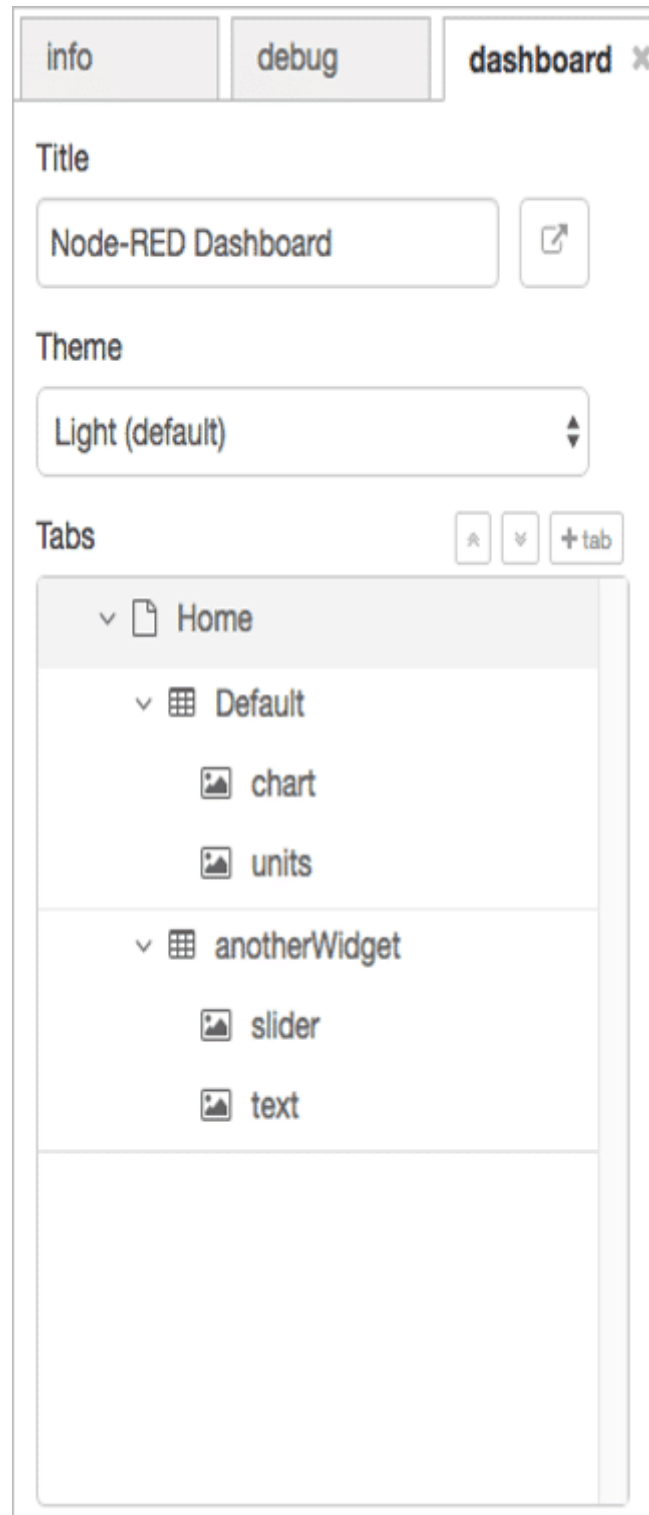 info debug dashboard
Title
Node-RED Dashboard
Theme
Light (default)
Tabs + tab
Home
Default
chart
units
anotherWidget
slider
text